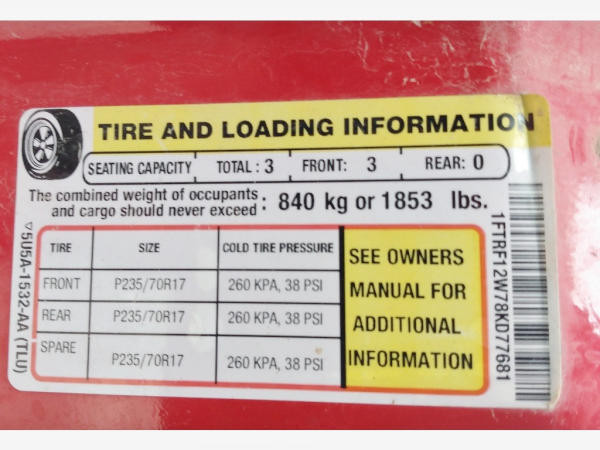 TIRE AND LOADING INFORMATION
SEATING CAPACITY TOTAL : 3 FRONT: 3 REAR: 0
The combined weight of occupants
and cargo should never exceed : 840 kg or 1853 lbs.
TIRE SIZE COLD TIRE PRESSURE
FRONT P235/70R17 260 KPA, 38 PSI
REAR P235/70R17 260 KPA, 38 PSI
SPARE P235/70R17 260 KPA, 38 PSI
SEE OWNERS
MANUAL FOR
ADDITIONAL
INFORMATION
▽5U5A-1532-AA (TLU)
1FTRF12W78KD77681